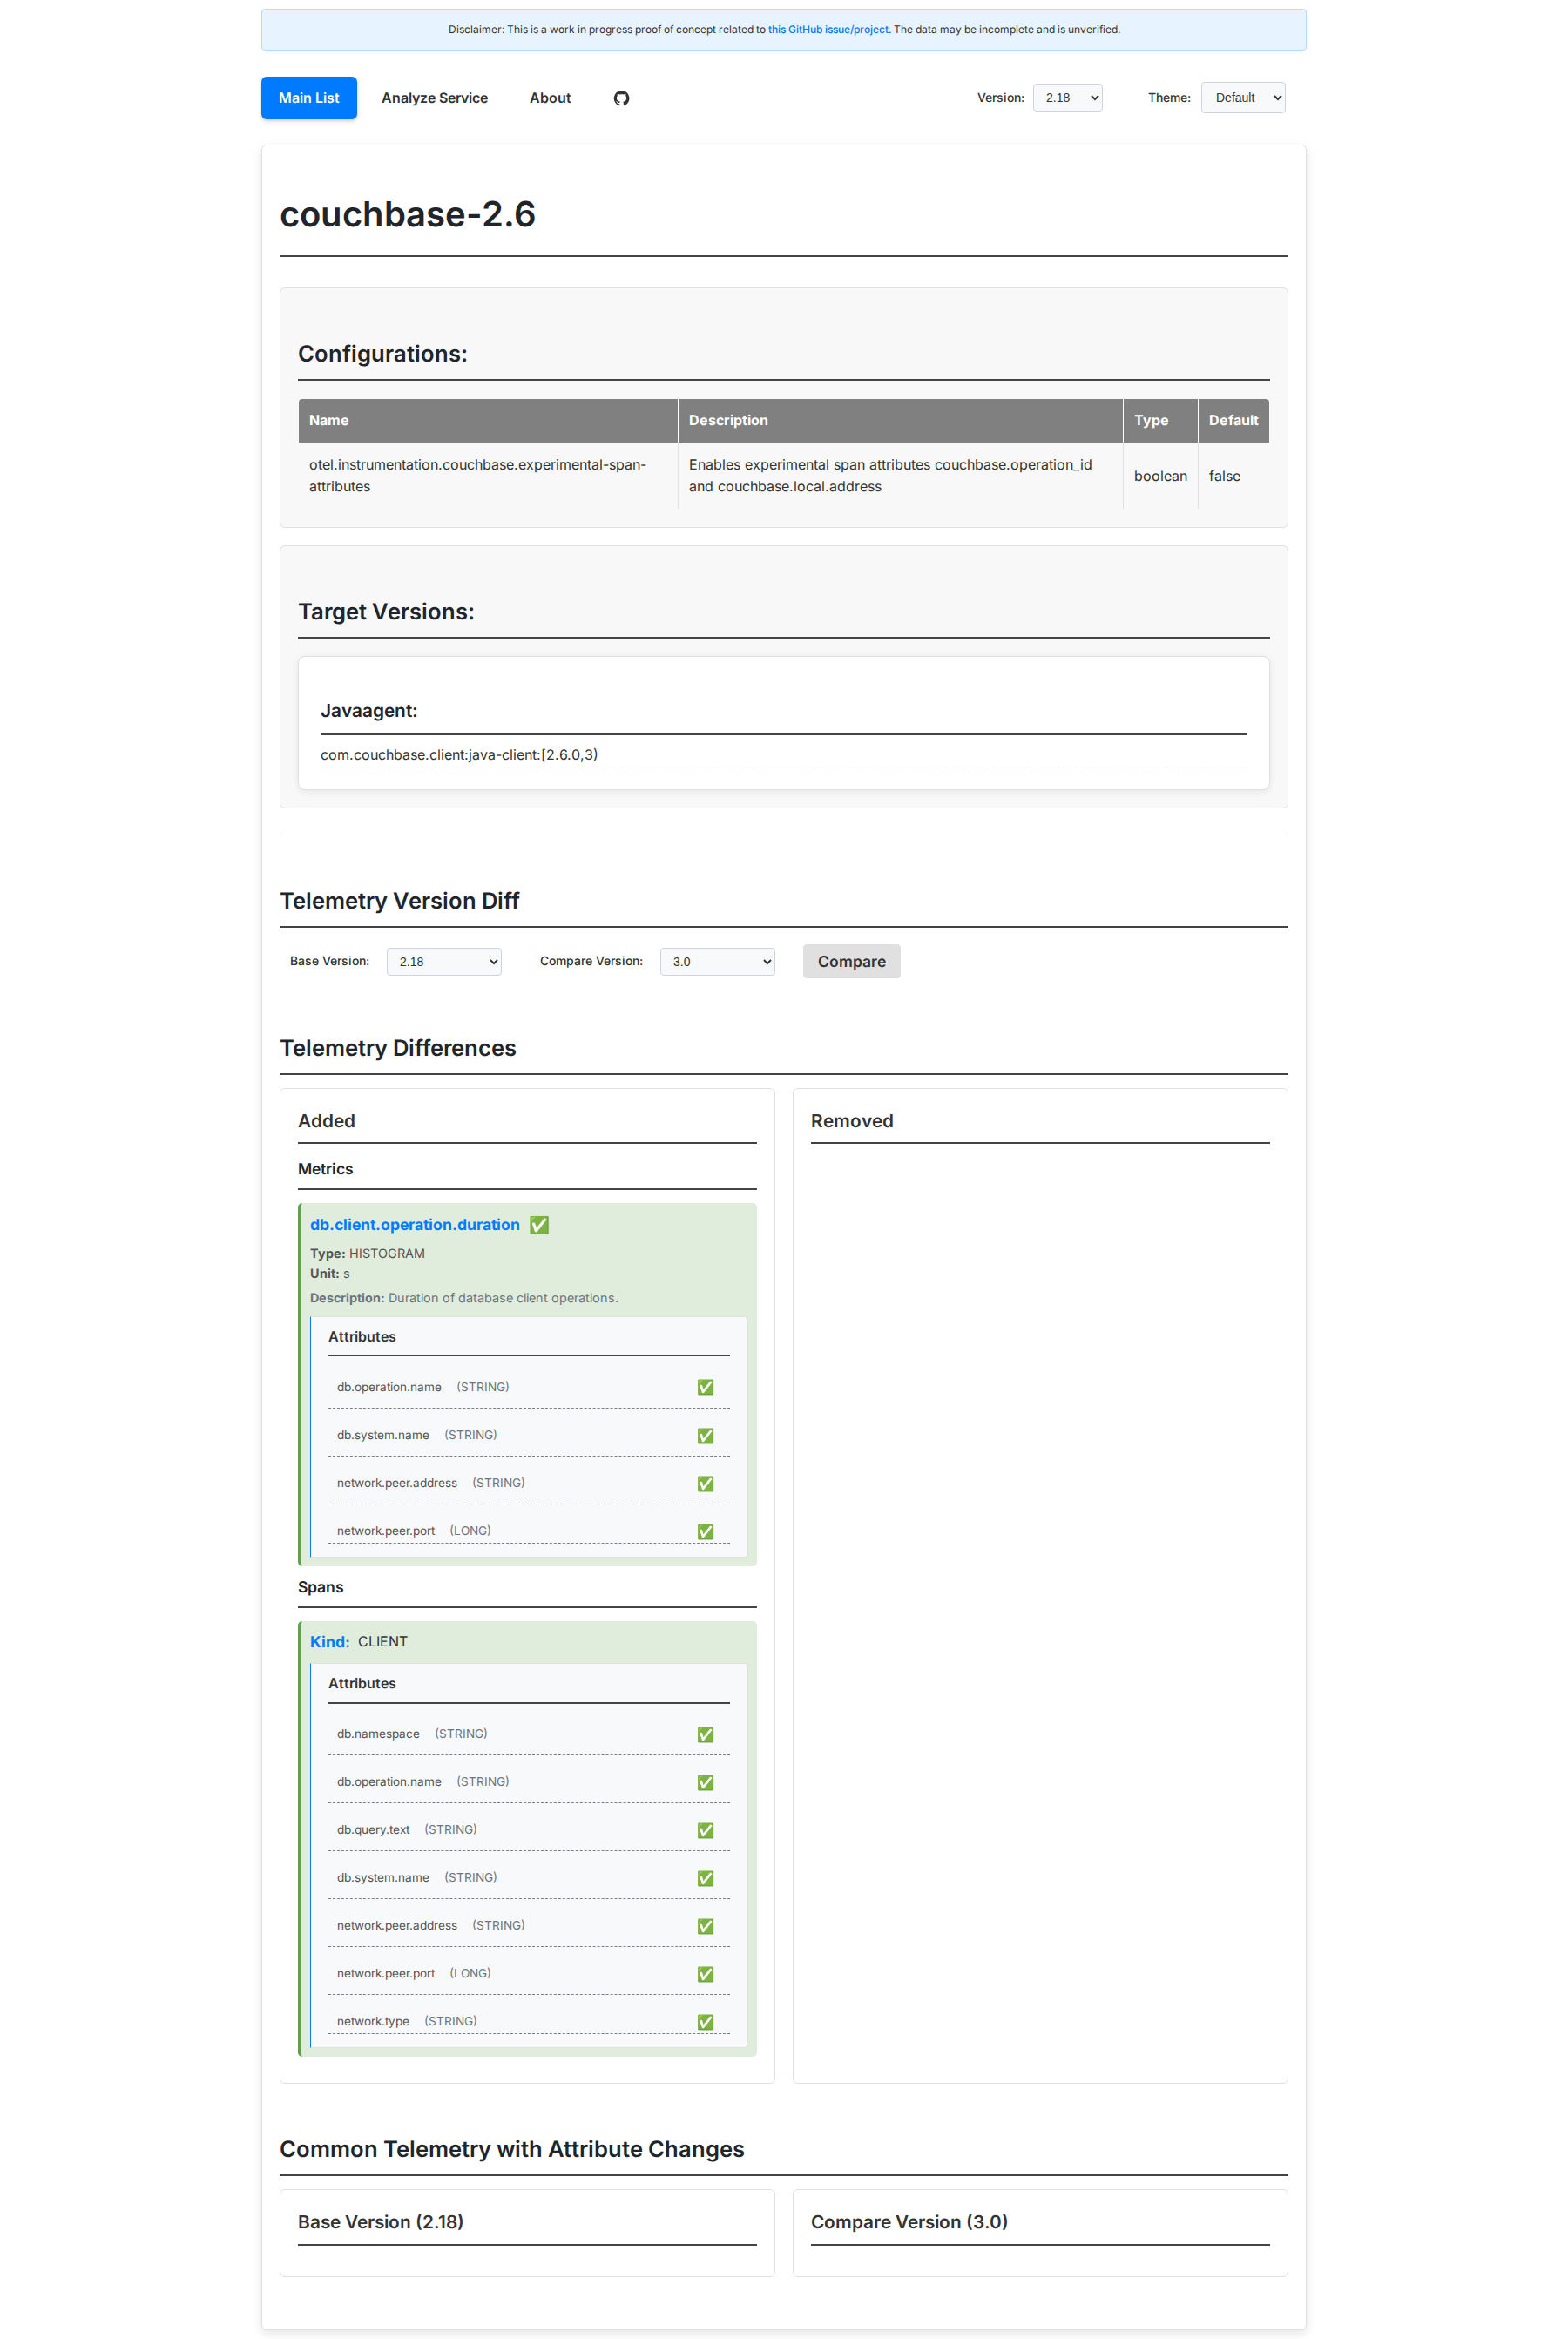 Disclaimer: This is a work in progress proof of concept related to this GitHub issue/project. The data may be incomplete and is unverified.
Main List
Analyze Service
About
Version:
2.18
Theme:
Default
couchbase-2.6
Configurations:
Name
Description
Type
Default
otel.instrumentation.couchbase.experimental-span-
attributes
Enables experimental span attributes couchbase.operation_id
and couchbase.local.address
boolean
false
Target Versions:
Javaagent:
com.couchbase.client:java-client:[2.6.0,3)
Telemetry Version Diff
Base Version:
2.18
Compare Version:
3.0
Compare
Telemetry Differences
Added
Metrics
db.client.operation.duration ✅
Type: HISTOGRAM
Unit: s
Description: Duration of database client operations.
Attributes
db.operation.name (STRING) ✅
db.system.name (STRING) ✅
network.peer.address (STRING) ✅
network.peer.port (LONG) ✅
Spans
Kind: CLIENT
Attributes
db.namespace (STRING) ✅
db.operation.name (STRING) ✅
db.query.text (STRING) ✅
db.system.name (STRING) ✅
network.peer.address (STRING) ✅
network.peer.port (LONG) ✅
network.type (STRING) ✅
Removed
Common Telemetry with Attribute Changes
Base Version (2.18)
Compare Version (3.0)